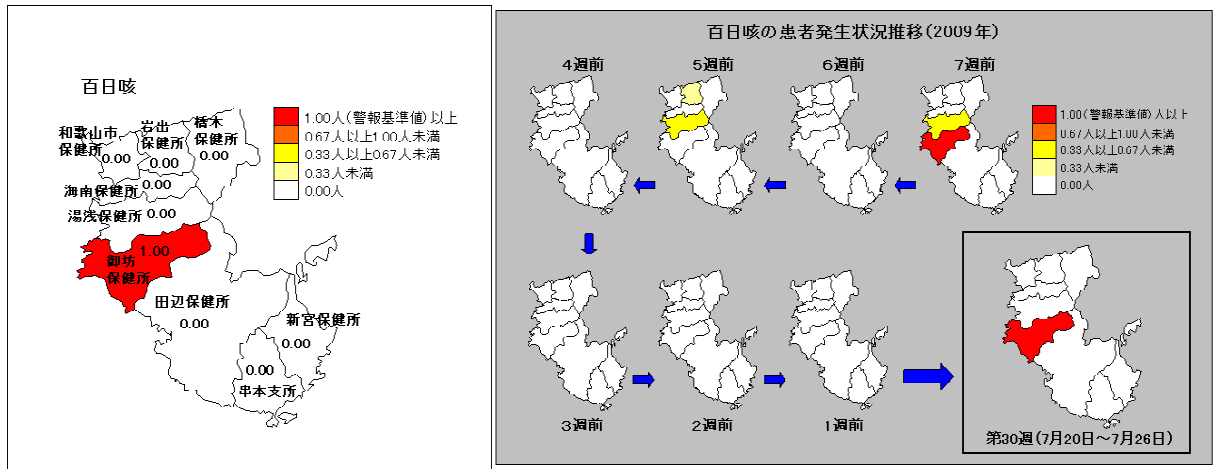 百日咳
1.00人（警報基準値）以上
0.67人以上1.00人未満
0.33人以上0.67人未満
0.33人未満
0.00人
和歌山市
保健所
0.00
岩出
保健所
0.00
橋本
保健所
0.00
海南保健所
0.00
湯浅保健所
0.00
御坊
保健所
1.00
田辺保健所
0.00
新宮保健所
0.00
0.00
串本支所
百日咳の患者発生状況推移（2009年）
4週前
5週前
6週前
7週前
1.00（警報基準値）人以上
0.67人以上1.00人未満
0.33人以上0.67人未満
0.33人未満
0.00人
3週前
2週前
1週前
第30週（7月20日～7月26日）